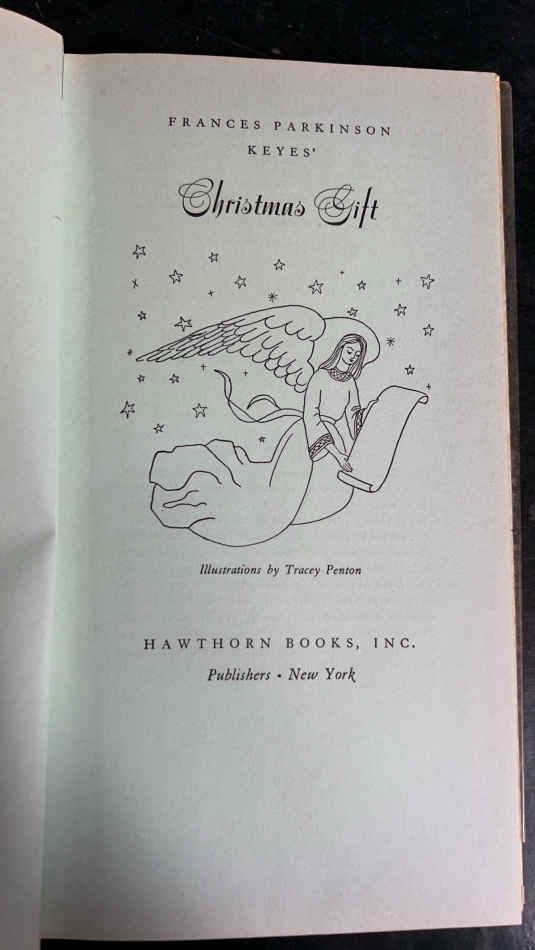 FRANCES PARKINSON
KEYES'
Christmas Gift
Illustrations by Tracey Penton
HAWTHORN BOOKS, INC.
Publishers • New York